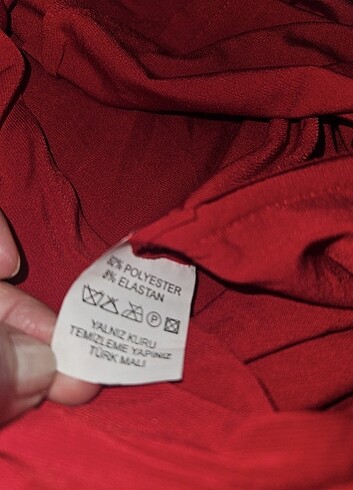 92% POLYESTER
8% ELASTAN
P
YALNIZ KURU
TEMİZLEME YAPINIZ
TÜRK MALI